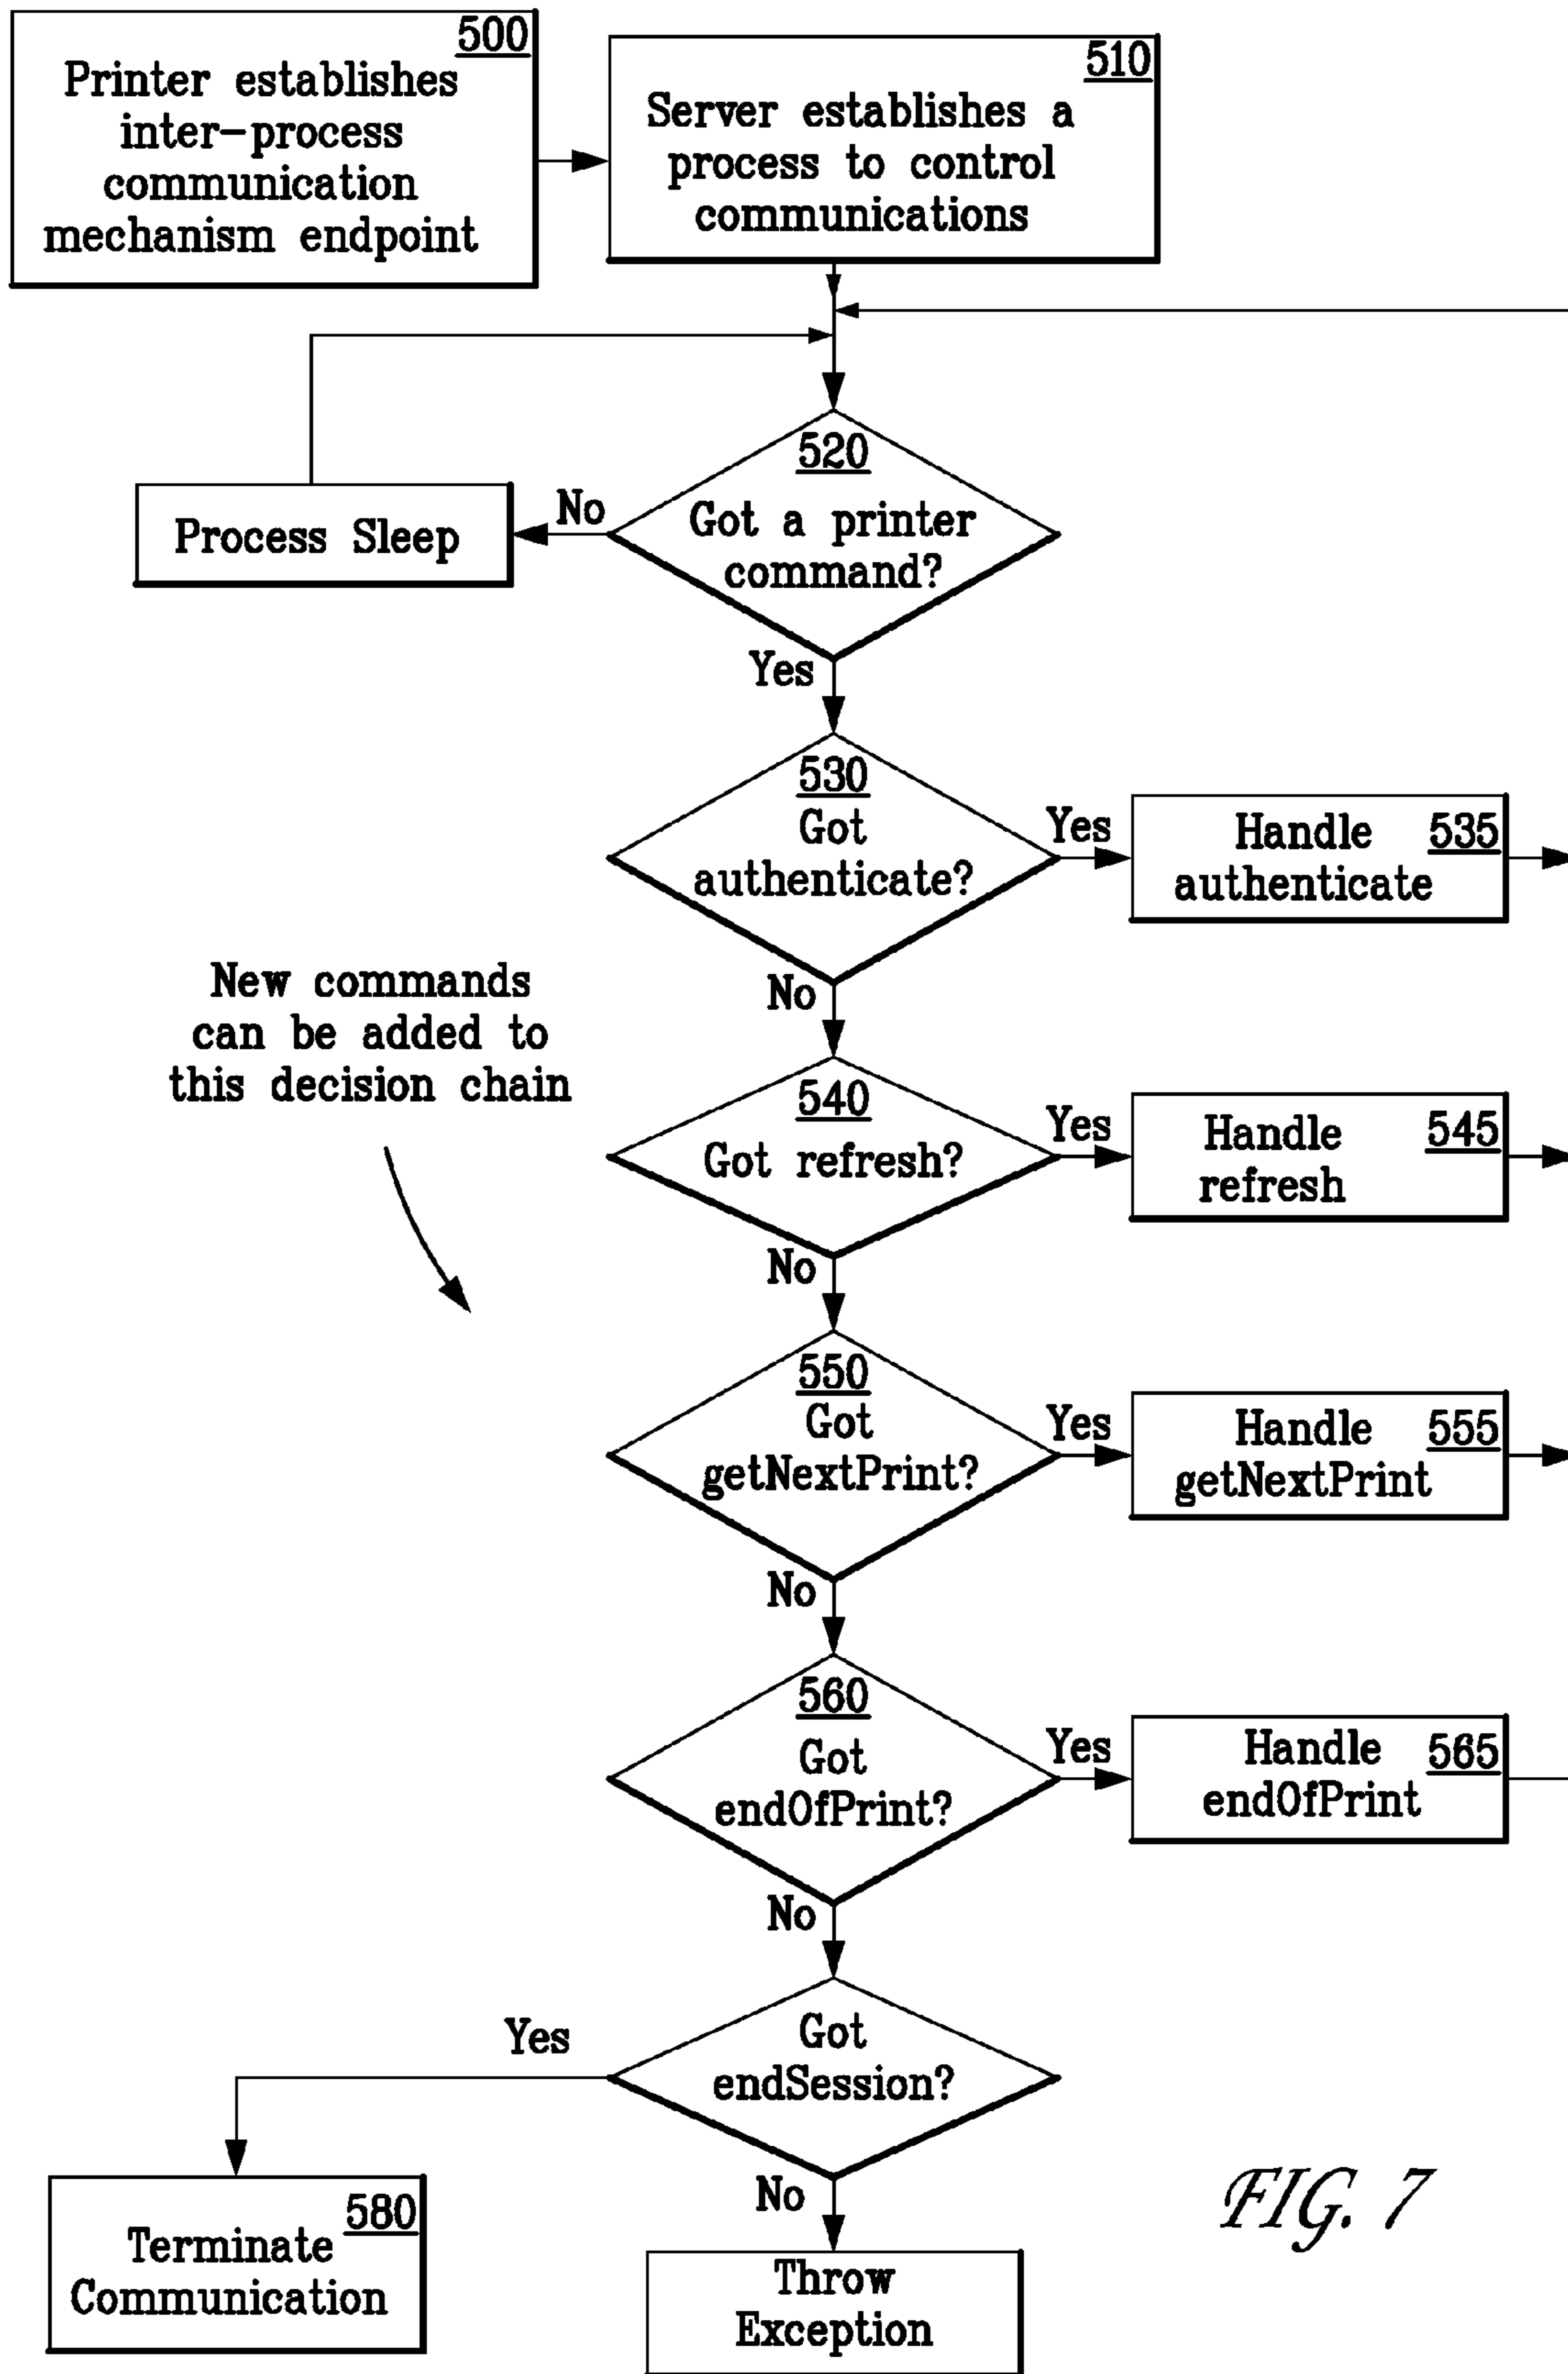 500
Printer establishes
inter-process
communication
mechanism endpoint
510
Server establishes a
process to control
communications
520
Got a printer
command?
No
Process Sleep
Yes
530
Got
authenticate?
Yes
Handle 535
authenticate
No
New commands
can be added to
this decision chain
540
Got refresh?
Yes
Handle 545
refresh
No
550
Got
getNextPrint?
Yes
Handle 555
getNextPrint
No
560
Got
endOfPrint?
Yes
Handle 565
endOfPrint
No
Got
endSession?
Yes
580
Terminate
Communication
No
Throw
Exception
FIG. 7